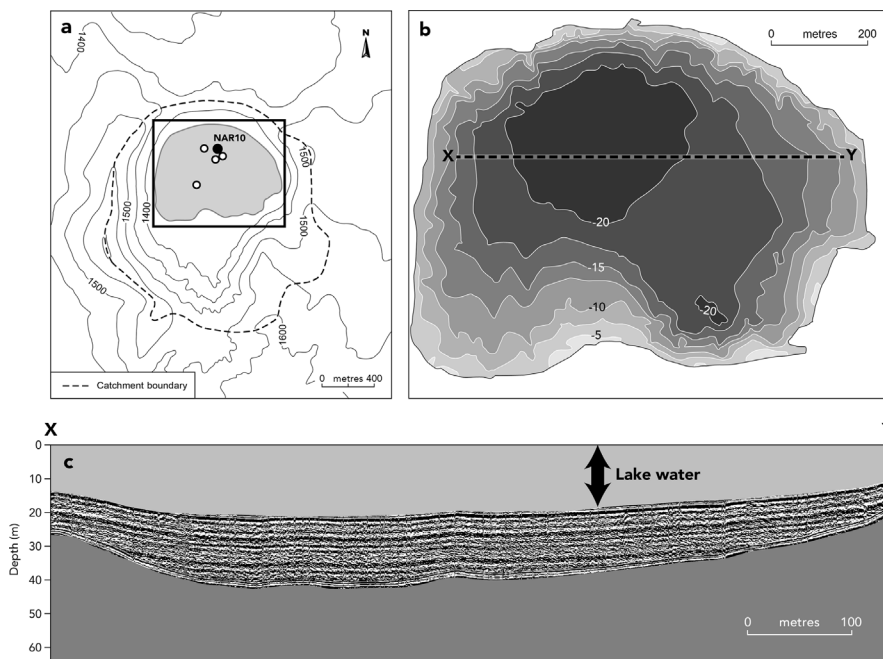 a
1400
N
NAR10
1500
1500
1400
1500
1500
1600
Catchment boundary
0 metres 400
b
0 metres 200
X
Y
-20
-15
-10
-20
-5
X
c
Lake water
Depth (m)
0
10
20
30
40
50
60
0 metres 100